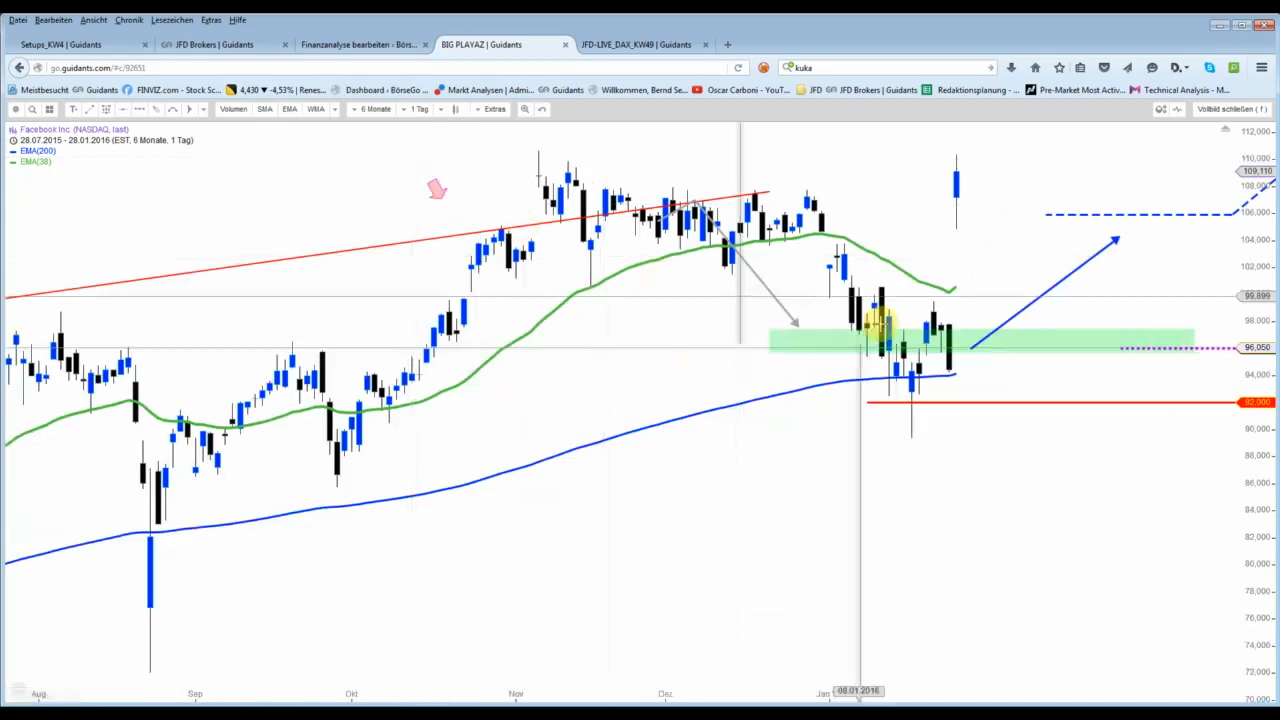 Datei Bearbeiten Ansicht Chronik Lesezeichen Extras Hilfe
Setups_KW4 | Guidants × JFD Brokers | Guidants × Finanzanalyse bearbeiten ‹ Börs... × BIG PLAYAZ | Guidants × JFD-LIVE_DAX_KW49 | Guidants × +
go.guidants.com/#c/92651 kuka
Meistbesucht Guidants FINVIZ.com - Stock Sc... 4,430 ▼ -4,53% | Renes... Dashboard ‹ BörseGo ... Markt Analysen | Admi... Guidants Willkommen, Bernd Se... Oscar Carboni - YouT... JFD JFD | Guidants Redaktionsplanung - ... Pre-Market Most Activ... Technical Analysis - M...
Volumen SMA EMA WMA 6 Monate 1 Tag Extras Vollbild schließen ( f )
Facebook Inc. (NASDAQ, last)
28.07.2015 - 28.01.2016 (EST, 6 Monate, 1 Tag)
EMA(200)
EMA(38)
112,000
110,000
109,110
108,000
106,000
104,000
102,000
99,899
98,000
96,050
94,000
92,000
90,000
88,000
86,000
84,000
82,000
80,000
78,000
76,000
74,000
72,000
70,000
Aug Sep Okt Nov Dez Jan 08.01.2016